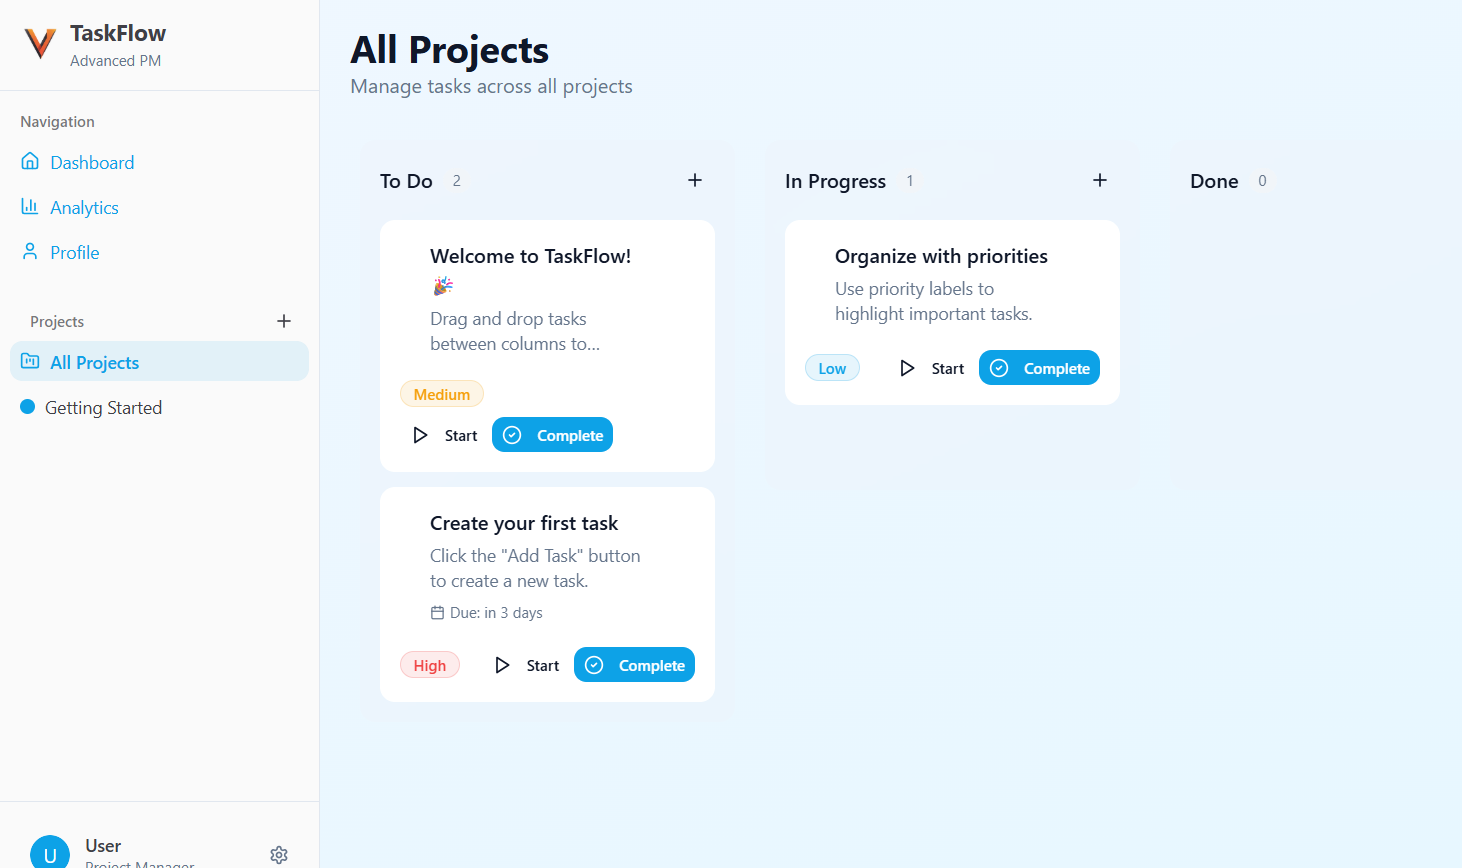 TaskFlow
Advanced PM
Navigation
Dashboard
Analytics
Profile
Projects
All Projects
Getting Started
U
User
Project Manager
All Projects
Manage tasks across all projects
To Do 2
Welcome to TaskFlow!
🎉
Drag and drop tasks
between columns to...
Medium
Start Complete
Create your first task
Click the "Add Task" button
to create a new task.
Due: in 3 days
High Start Complete
In Progress 1
Organize with priorities
Use priority labels to
highlight important tasks.
Low Start Complete
Done 0